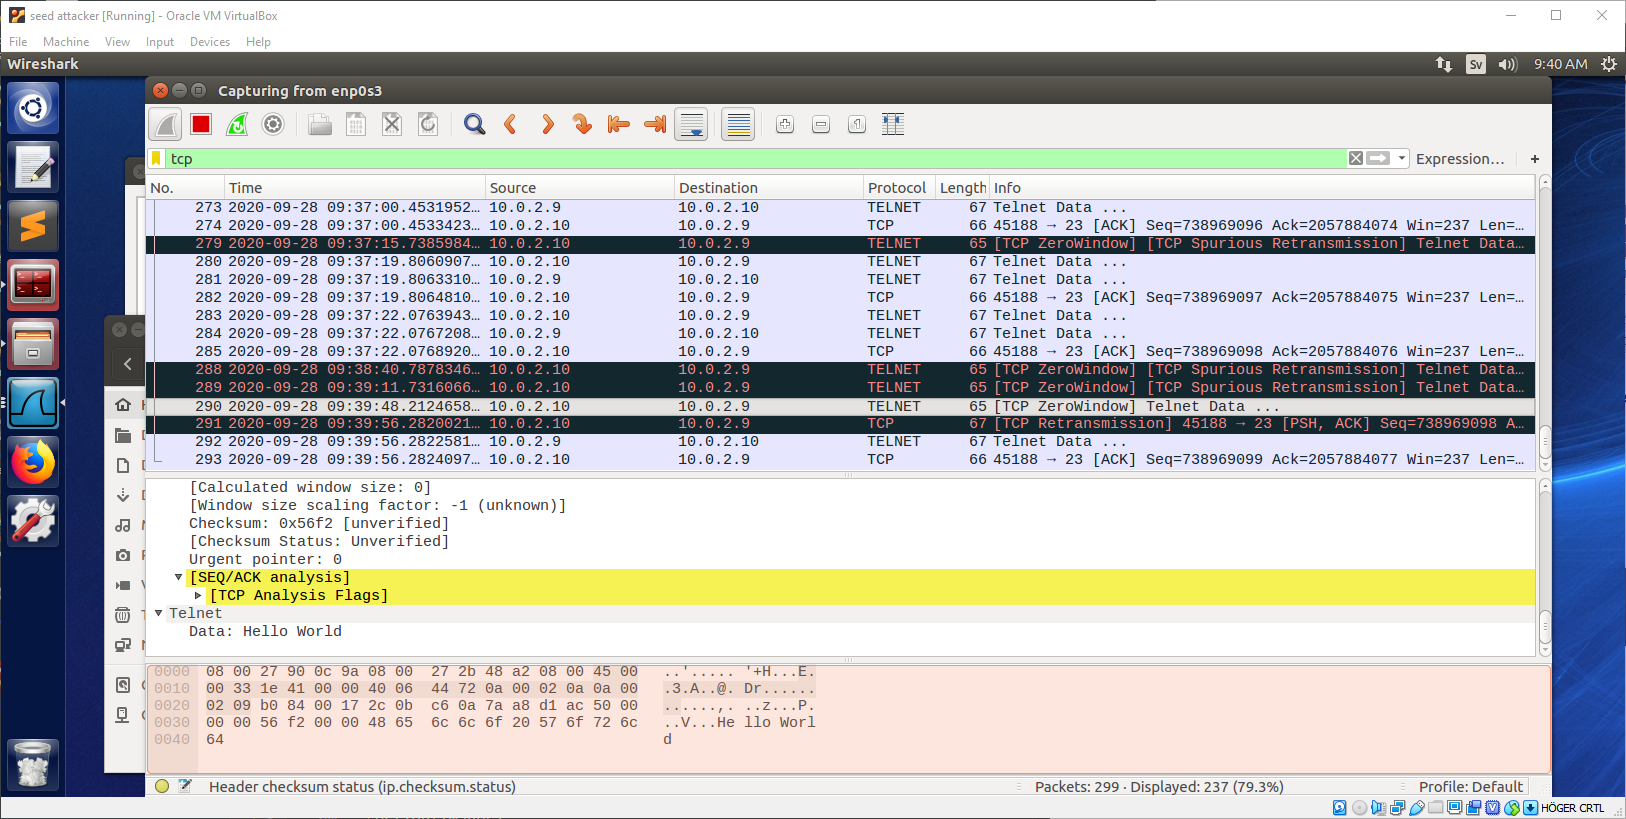 seed attacker [Running] - Oracle VM VirtualBox
File Machine View Input Devices Help
Wireshark Sv 9:40 AM
Capturing from enp0s3
tcp Expression… +
No. Time Source Destination Protocol Length Info
273 2020-09-28 09:37:00.4531952… 10.0.2.9 10.0.2.10 TELNET 67 Telnet Data ...
274 2020-09-28 09:37:00.4533423… 10.0.2.10 10.0.2.9 TCP 66 45188 → 23 [ACK] Seq=738969096 Ack=2057884074 Win=237 Len=…
279 2020-09-28 09:37:15.7385984… 10.0.2.10 10.0.2.9 TELNET 65 [TCP ZeroWindow] [TCP Spurious Retransmission] Telnet Data…
280 2020-09-28 09:37:19.8060907… 10.0.2.10 10.0.2.9 TELNET 67 Telnet Data ...
281 2020-09-28 09:37:19.8063310… 10.0.2.9 10.0.2.10 TELNET 67 Telnet Data ...
282 2020-09-28 09:37:19.8064810… 10.0.2.10 10.0.2.9 TCP 66 45188 → 23 [ACK] Seq=738969097 Ack=2057884075 Win=237 Len=…
283 2020-09-28 09:37:22.0763943… 10.0.2.10 10.0.2.9 TELNET 67 Telnet Data ...
284 2020-09-28 09:37:22.0767208… 10.0.2.9 10.0.2.10 TELNET 67 Telnet Data ...
285 2020-09-28 09:37:22.0768920… 10.0.2.10 10.0.2.9 TCP 66 45188 → 23 [ACK] Seq=738969098 Ack=2057884076 Win=237 Len=…
288 2020-09-28 09:38:40.7878346… 10.0.2.10 10.0.2.9 TELNET 65 [TCP ZeroWindow] [TCP Spurious Retransmission] Telnet Data…
289 2020-09-28 09:39:11.7316066… 10.0.2.10 10.0.2.9 TELNET 65 [TCP ZeroWindow] [TCP Spurious Retransmission] Telnet Data…
290 2020-09-28 09:39:48.2124658… 10.0.2.10 10.0.2.9 TELNET 65 [TCP ZeroWindow] Telnet Data ...
291 2020-09-28 09:39:56.2820021… 10.0.2.10 10.0.2.9 TCP 67 [TCP Retransmission] 45188 → 23 [PSH, ACK] Seq=738969098 A…
292 2020-09-28 09:39:56.2822581… 10.0.2.9 10.0.2.10 TELNET 67 Telnet Data ...
293 2020-09-28 09:39:56.2824097… 10.0.2.10 10.0.2.9 TCP 66 45188 → 23 [ACK] Seq=738969099 Ack=2057884077 Win=237 Len=…
[Calculated window size: 0]
[Window size scaling factor: -1 (unknown)]
Checksum: 0x56f2 [unverified]
[Checksum Status: Unverified]
Urgent pointer: 0
[SEQ/ACK analysis]
[TCP Analysis Flags]
Telnet
Data: Hello World
0000 08 00 27 90 0c 9a 08 00 27 2b 48 a2 08 00 45 00 ..'..... '+H...E.
0010 00 33 1e 41 00 00 40 06 44 72 0a 00 02 0a 0a 00 .3.A..@. Dr......
0020 02 09 b0 84 00 17 2c 0b c6 0a 7a a8 d1 ac 50 00 ......,. ..z...P.
0030 00 00 56 f2 00 00 48 65 6c 6c 6f 20 57 6f 72 6c ..V...He llo Worl
0040 64 d
Header checksum status (ip.checksum.status) Packets: 299 · Displayed: 237 (79.3%) Profile: Default
HÖGER CRTL